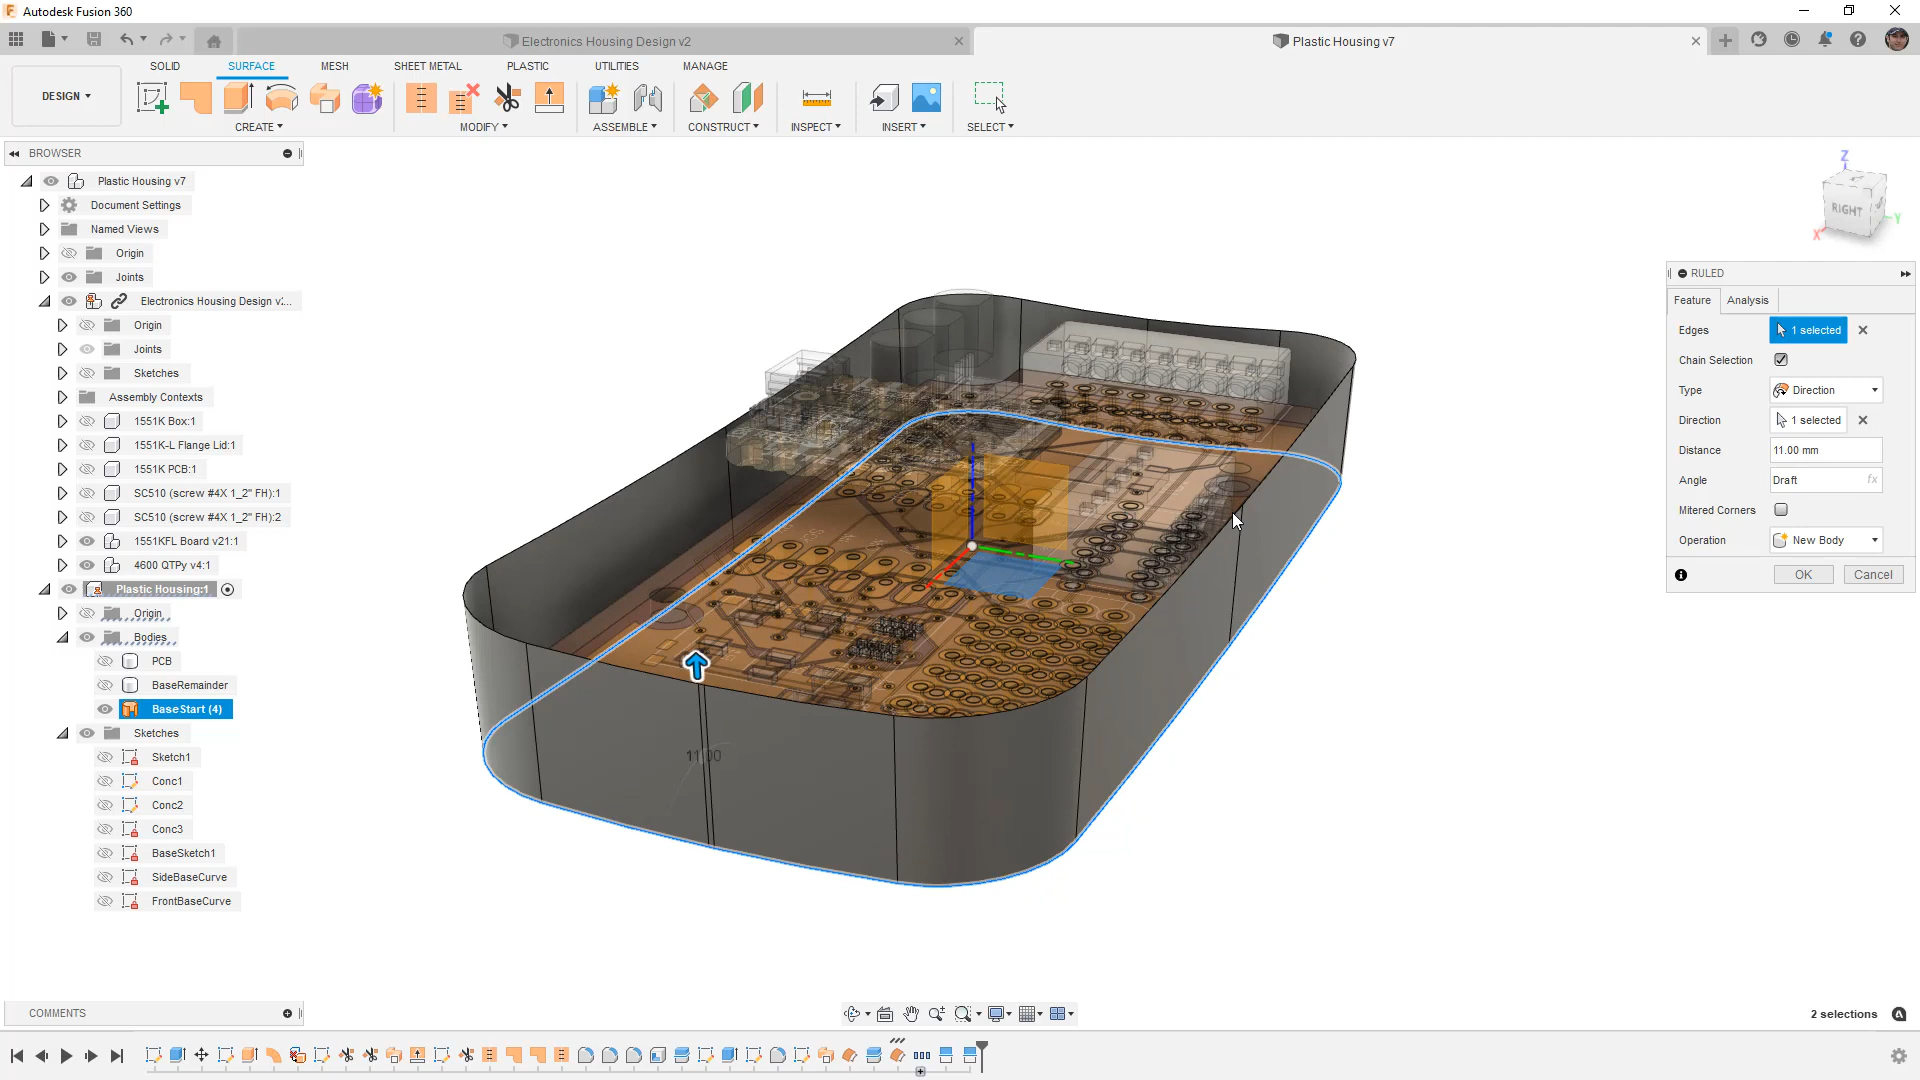 Autodesk Fusion 360
Electronics Housing Design v2
Plastic Housing v7
SOLID
SURFACE
MESH
SHEET METAL
PLASTIC
UTILITIES
MANAGE
DESIGN
CREATE
MODIFY
ASSEMBLE
CONSTRUCT
INSPECT
INSERT
SELECT
BROWSER
Plastic Housing v7
Document Settings
Named Views
Origin
Joints
Electronics Housing Design v:...
Origin
Joints
Sketches
Assembly Contexts
1551K Box:1
1551K-L Flange Lid:1
1551K PCB:1
SC510 (screw #4X 1_2" FH):1
SC510 (screw #4X 1_2" FH):2
1551KFL Board v21:1
4600 QTPy v4:1
Plastic Housing:1
Origin
Bodies
PCB
BaseRemainder
BaseStart (4)
Sketches
Sketch1
Conc1
Conc2
Conc3
BaseSketch1
SideBaseCurve
FrontBaseCurve
11.00
Z
RIGHT
X
Y
RULED
Feature
Analysis
Edges
1 selected
Chain Selection
Type
Direction
Direction
1 selected
Distance
11.00 mm
Angle
Draft
fx
Mitered Corners
Operation
New Body
OK
Cancel
COMMENTS
2 selections